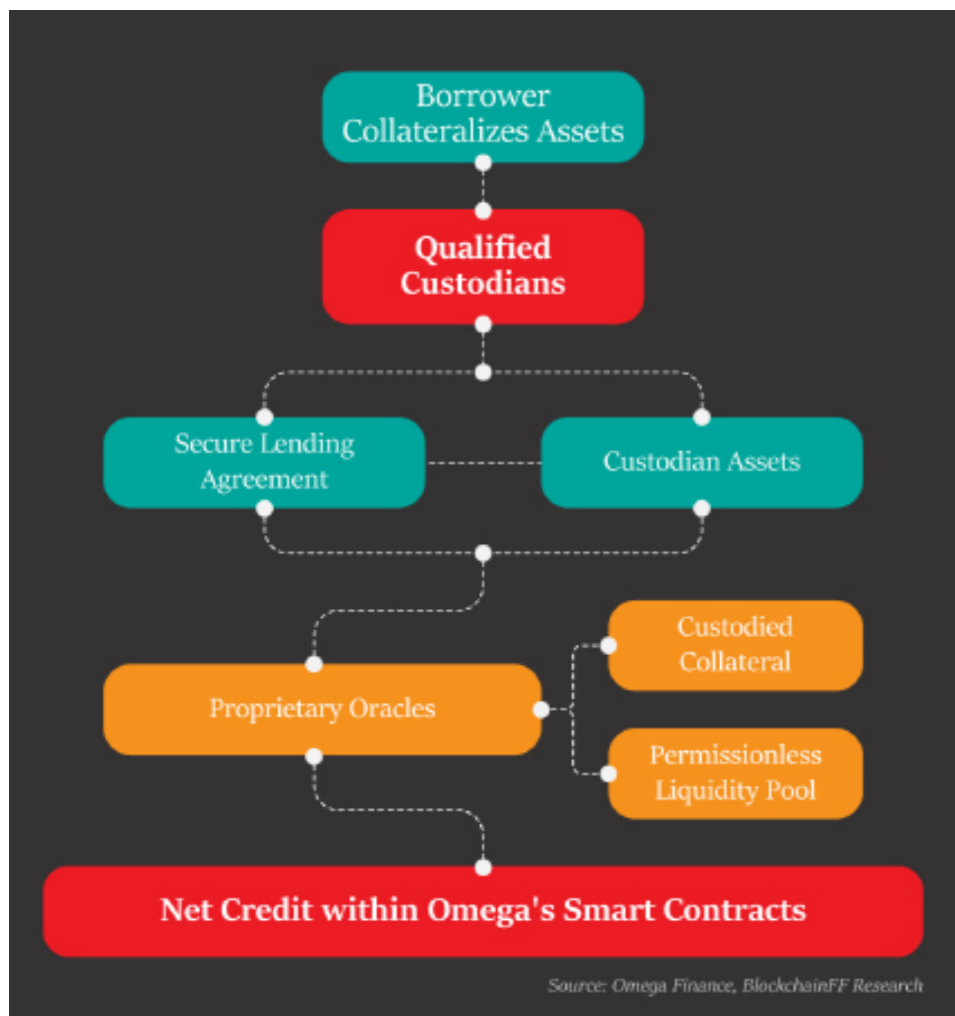 Borrower
Collateralizes Assets
Qualified
Custodians
Secure Lending
Agreement
Custodian Assets
Custodied
Collateral
Proprietary Oracles
Permissionless
Liquidity Pool
Net Credit within Omega's Smart Contracts
Source: Omega Finance, BlockchainFF Research